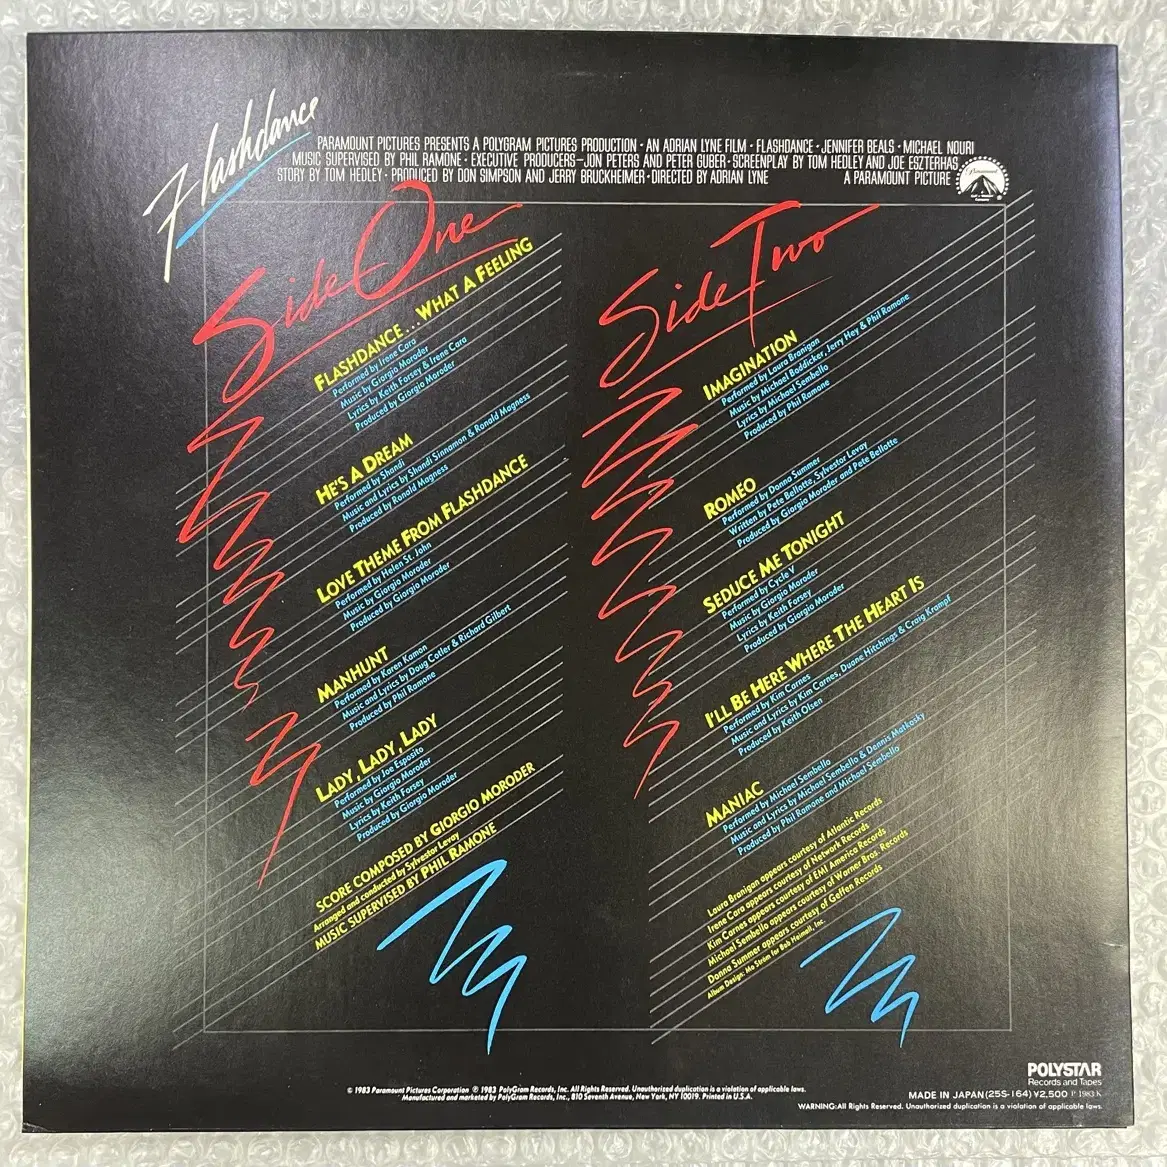 Flashdance
PARAMOUNT PICTURES PRESENTS A POLYGRAM PICTURES PRODUCTION · AN ADRIAN LYNE FILM · FLASHDANCE · JENNIFER BEALS · MICHAEL NOURI
MUSIC SUPERVISED BY PHIL RAMONE · EXECUTIVE PRODUCERS—JON PETERS AND PETER GUBER · SCREENPLAY BY TOM HEDLEY AND JOE ESZTERHAS
STORY BY TOM HEDLEY · PRODUCED BY DON SIMPSON AND JERRY BRUCKHEIMER · DIRECTED BY ADRIAN LYNE
A PARAMOUNT PICTURE
Paramount
Side One
FLASHDANCE...WHAT A FEELING
Performed by Irene Cara
Music by Giorgio Moroder
Lyrics by Keith Forsey & Irene Cara
Produced by Giorgio Moroder
HE'S A DREAM
Performed by Shandi
Music and Lyrics by Shandi Sinnamon & Ronald Magness
Produced by Ronald Magness
LOVE THEME FROM FLASHDANCE
Performed by Helen St. John
Music by Giorgio Moroder
Produced by Giorgio Moroder
MANHUNT
Performed by Karen Kamon
Music and Lyrics by Doug Cotler & Richard Gilbert
Produced by Phil Ramone
LADY, LADY, LADY
Performed by Joe Esposito
Music by Giorgio Moroder
Lyrics by Keith Forsey
Produced by Giorgio Moroder
SCORE COMPOSED BY GIORGIO MORODER
Arranged and conducted by Sylvester Levay
MUSIC SUPERVISED BY PHIL RAMONE
Side Two
IMAGINATION
Performed by Laura Branigan
Music by Michael Boddicker, Jerry Hey & Phil Ramone
Lyrics by Michael Sembello
Produced by Phil Ramone
ROMEO
Performed by Donna Summer
Written by Pete Bellotte, Sylvester Levay
Produced by Giorgio Moroder and Pete Bellotte
SEDUCE ME TONIGHT
Performed by Cycle V
Music by Giorgio Moroder
Lyrics by Keith Forsey
Produced by Giorgio Moroder
I'LL BE HERE WHERE THE HEART IS
Performed by Kim Carnes
Music and Lyrics by Kim Carnes, Duane Hitchings & Craig Krampf
Produced by Keith Olsen
MANIAC
Performed by Michael Sembello
Music and Lyrics by Michael Sembello & Dennis Matkosky
Produced by Phil Ramone and Michael Sembello
Laura Branigan appears courtesy of Atlantic Records
Irene Cara appears courtesy of Network Records
Kim Carnes appears courtesy of EMI America Records
Michael Sembello appears courtesy of Warner Bros. Records
Donna Summer appears courtesy of Geffen Records
Album Design: Mo Ström for Bob Heimall, Inc.
© 1983 Paramount Pictures Corporation ℗ 1983 PolyGram Records, Inc. All Rights Reserved. Unauthorized duplication is a violation of applicable laws.
Manufactured and marketed by PolyGram Records, Inc., 810 Seventh Avenue, New York, NY 10019. Printed in U.S.A.
POLYSTAR
Records and Tapes
MADE IN JAPAN (25S-164) ¥2,500 P 1983 K
WARNING: All Rights Reserved. Unauthorized duplication is a violation of applicable laws.